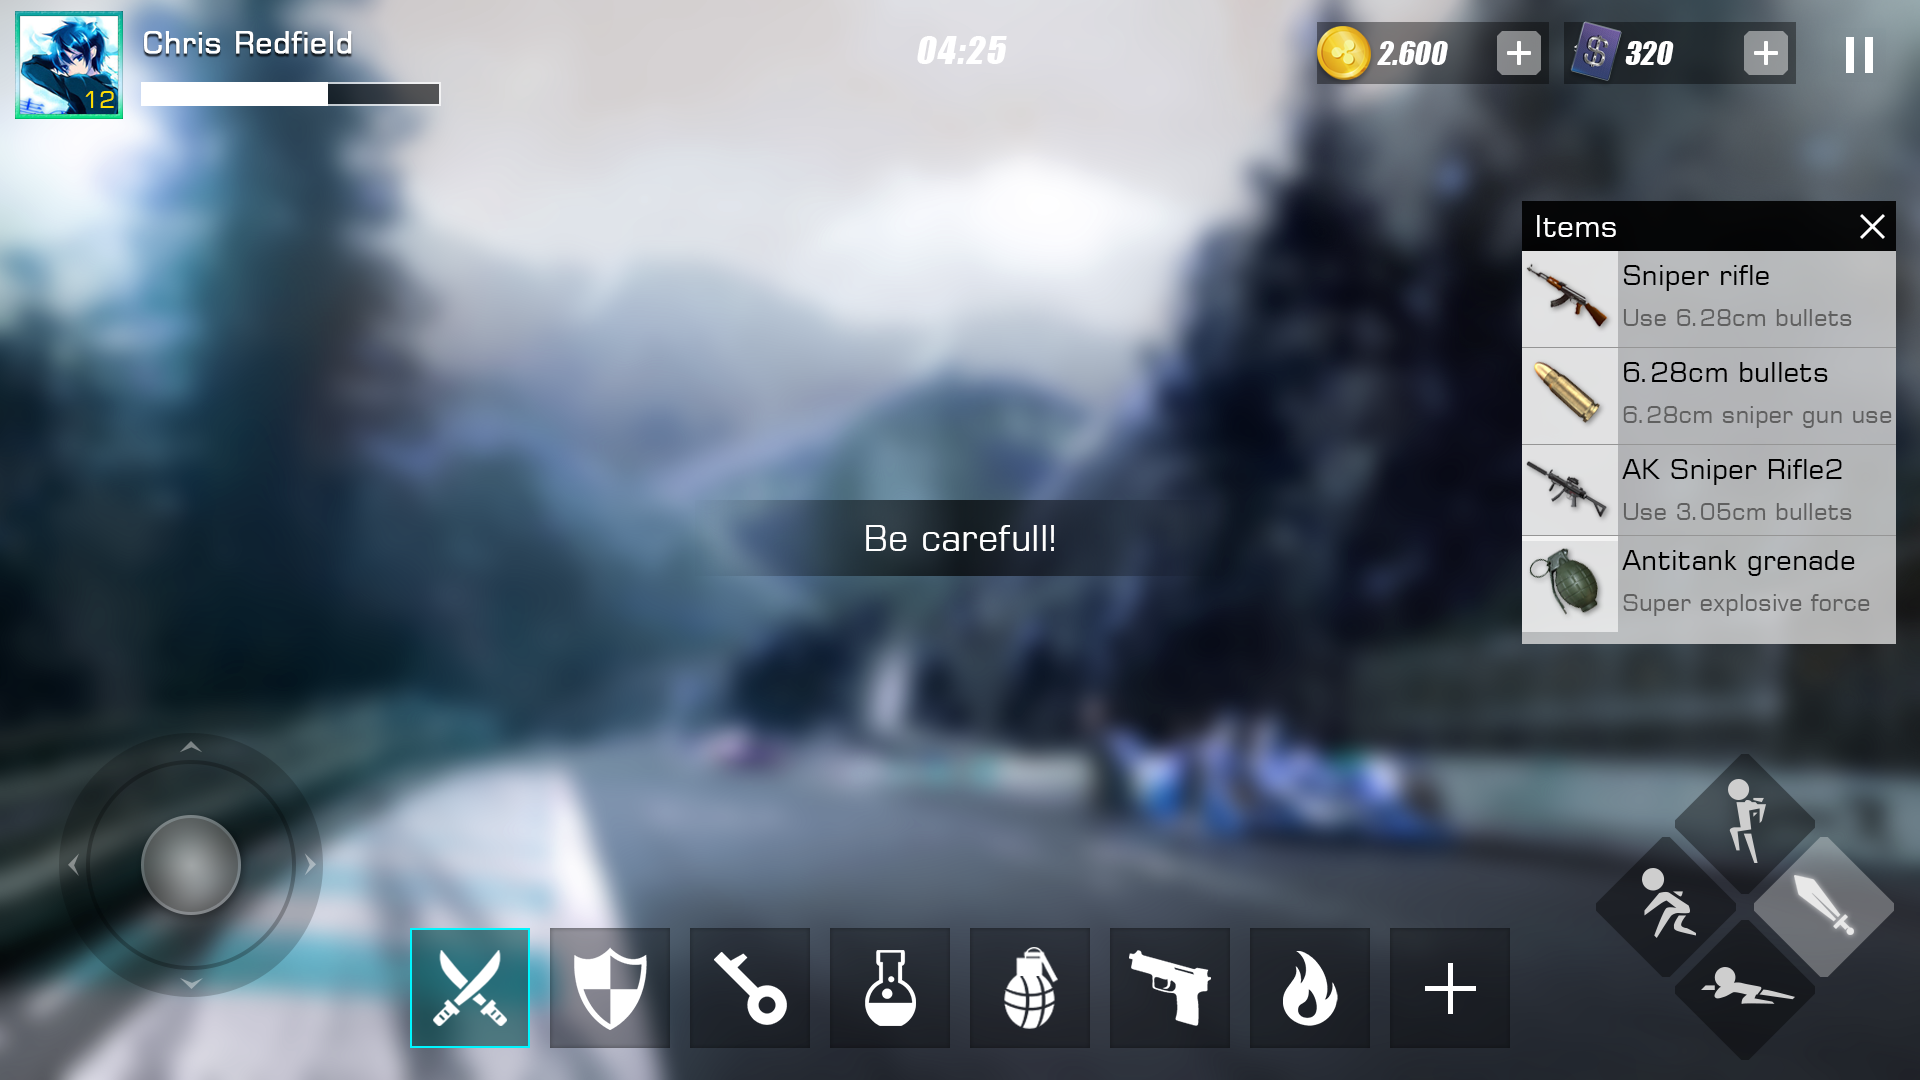 Chris Redfield
12
04:25
2.600
320
Items
Sniper rifle
Use 6.28cm bullets
6.28cm bullets
6.28cm sniper gun use
AK Sniper Rifle2
Use 3.05cm bullets
Antitank grenade
Super explosive force
Be carefull!